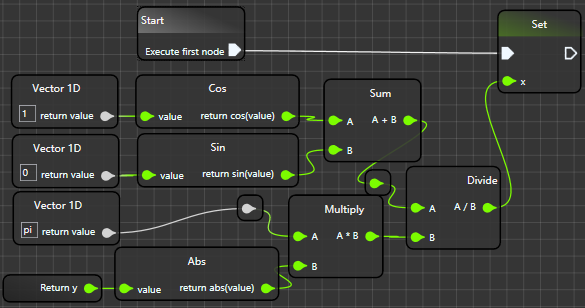 Start
Execute first node
Set
x
Vector 1D
1 return value
Cos
value return cos(value)
Sum
A A + B
B
Vector 1D
0 return value
Sin
value return sin(value)
Vector 1D
pi return value
Multiply
A A * B
B
Divide
A A / B
B
Abs
value return abs(value)
Return y